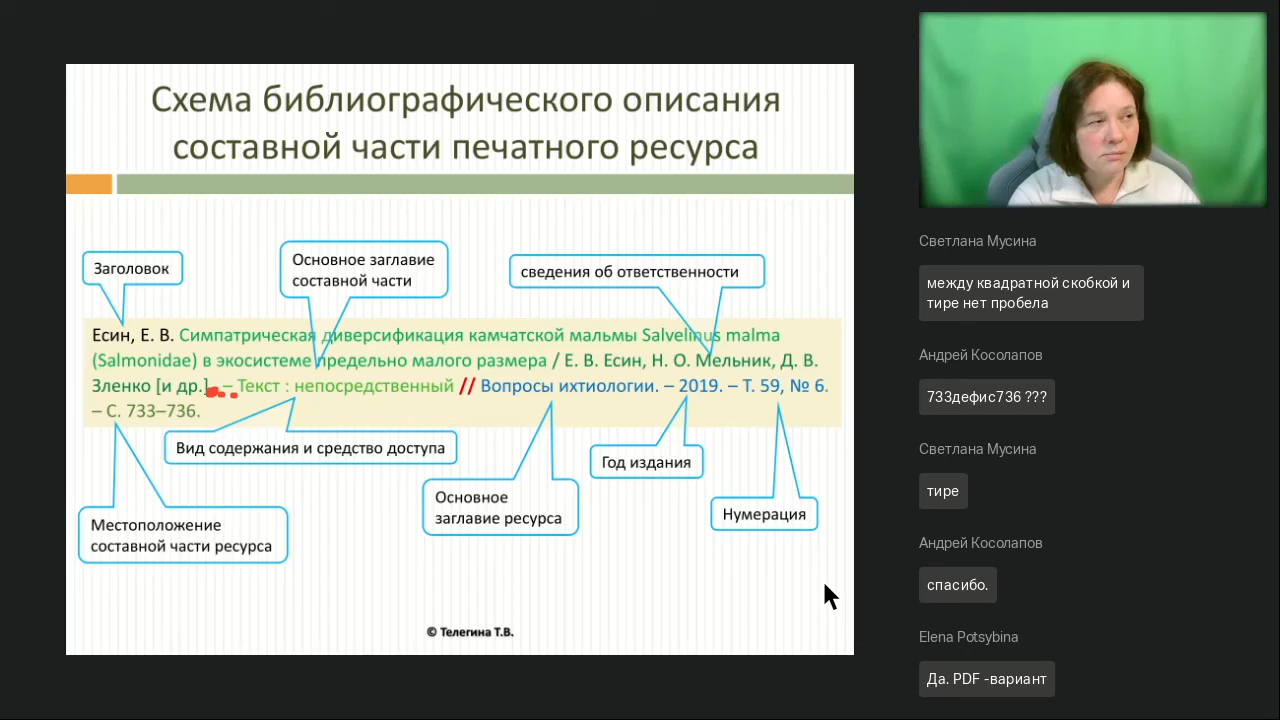 Схема библиографического описания
составной части печатного ресурса
Заголовок
Основное заглавие
составной части
сведения об ответственности
Есин, Е. В. Симпатрическая диверсификация камчатской мальмы Salvelinus malma
(Salmonidae) в экосистеме предельно малого размера / Е. В. Есин, Н. О. Мельник, Д. В.
Зленко [и др.]. – Текст : непосредственный // Вопросы ихтиологии. – 2019. – Т. 59, № 6.
– С. 733–736.
Вид содержания и средство доступа
Год издания
Основное
заглавие ресурса
Нумерация
Местоположение
составной части ресурса
© Телегина Т.В.
Светлана Мусина
между квадратной скобкой и
тире нет пробела
Андрей Косолапов
733дефис736 ???
Светлана Мусина
тире
Андрей Косолапов
спасибо.
Elena Potsybina
Да. PDF -вариант